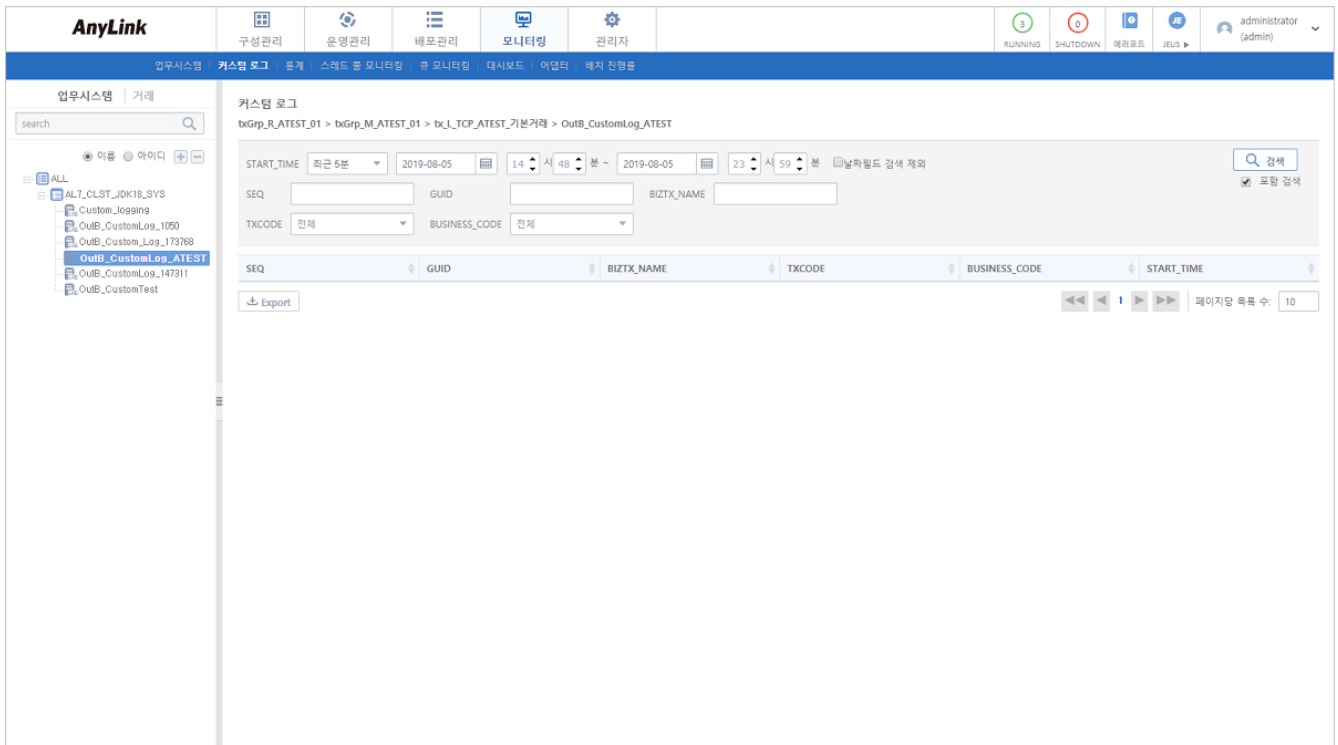 AnyLink
구성관리 운영관리 배포관리 모니터링 관리자
3 RUNNING 0 SHUTDOWN 에러코드 JE JEUS ▶ administrator (admin)
업무시스템 커스텀 로그 통계 스레드 풀 모니터링 큐 모니터링 대시보드 어댑터 배치 진행률
업무시스템 거래
search
이름 아이디
ALL
AL7_CLST_JDK18_SYS
Custom_logging
OutB_CustomLog_1050
OutB_Custom_Log_173768
OutB_CustomLog_ATEST
OutB_CustomLog_147311
OutB_CustomTest
커스텀 로그
txGrp_R_ATEST_01 > txGrp_M_ATEST_01 > tx_L_TCP_ATEST_기본거래 > OutB_CustomLog_ATEST
START_TIME 최근 5분 2019-08-05 14 시 48 분 ~ 2019-08-05 23 시 59 분 날짜필드 검색 제외 검색
포함 검색
SEQ GUID BIZTX_NAME
TXCODE 전체 BUSINESS_CODE 전체
SEQ GUID BIZTX_NAME TXCODE BUSINESS_CODE START_TIME
Export 1 페이지당 목록 수: 10